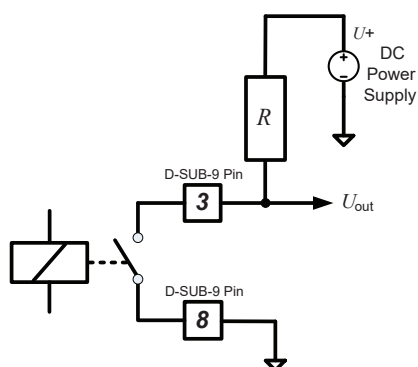 U+
DC
Power
Supply
R
D-SUB-9 Pin
3
Uout
D-SUB-9 Pin
8